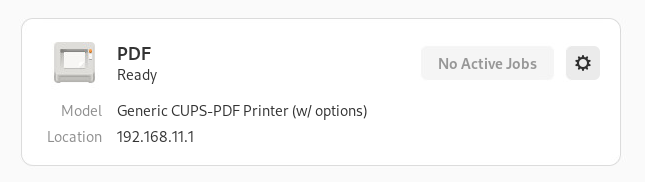 PDF
Ready
No Active Jobs
Model Generic CUPS-PDF Printer (w/ options)
Location 192.168.11.1